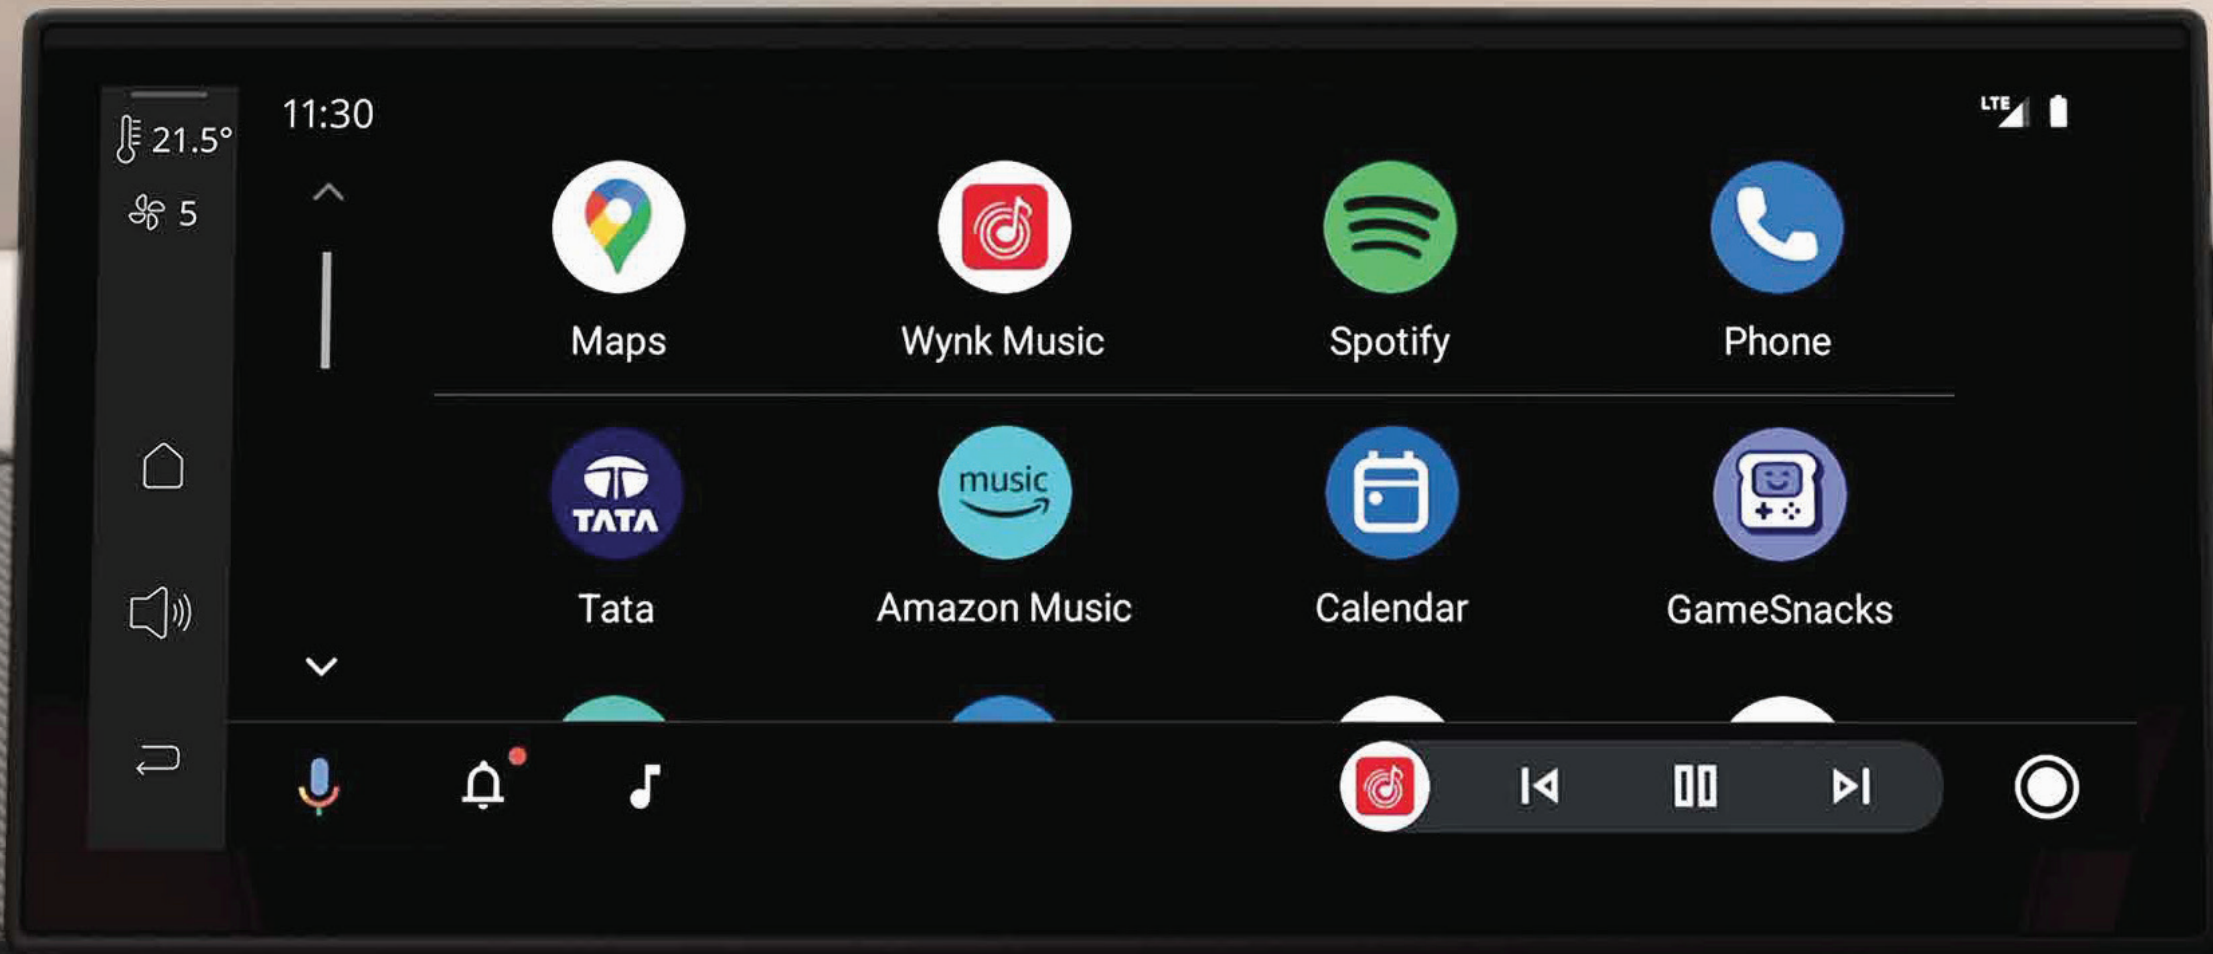 21.5°
5
11:30
LTE
Maps
Wynk Music
Spotify
Phone
TATA
music
Tata
Amazon Music
Calendar
GameSnacks